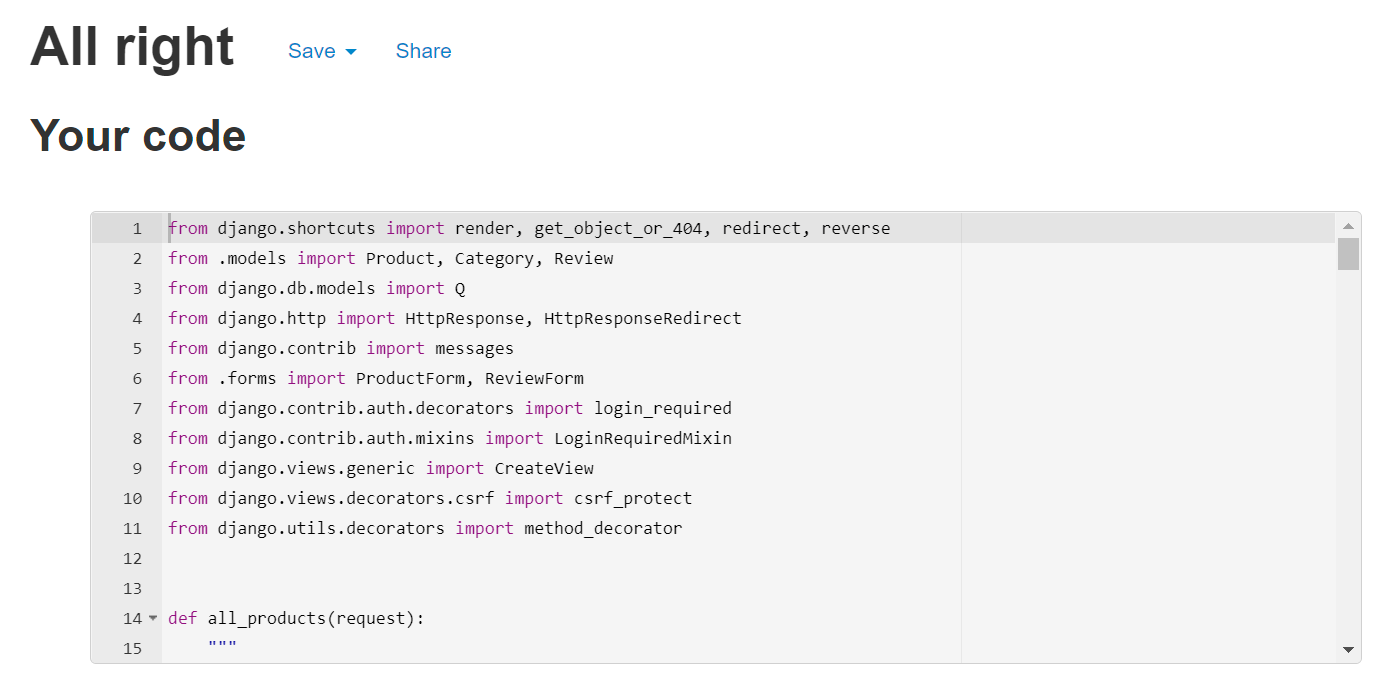 All right Save Share
Your code
1 from django.shortcuts import render, get_object_or_404, redirect, reverse
2 from .models import Product, Category, Review
3 from django.db.models import Q
4 from django.http import HttpResponse, HttpResponseRedirect
5 from django.contrib import messages
6 from .forms import ProductForm, ReviewForm
7 from django.contrib.auth.decorators import login_required
8 from django.contrib.auth.mixins import LoginRequiredMixin
9 from django.views.generic import CreateView
10 from django.views.decorators.csrf import csrf_protect
11 from django.utils.decorators import method_decorator
12
13
14 def all_products(request):
15     """